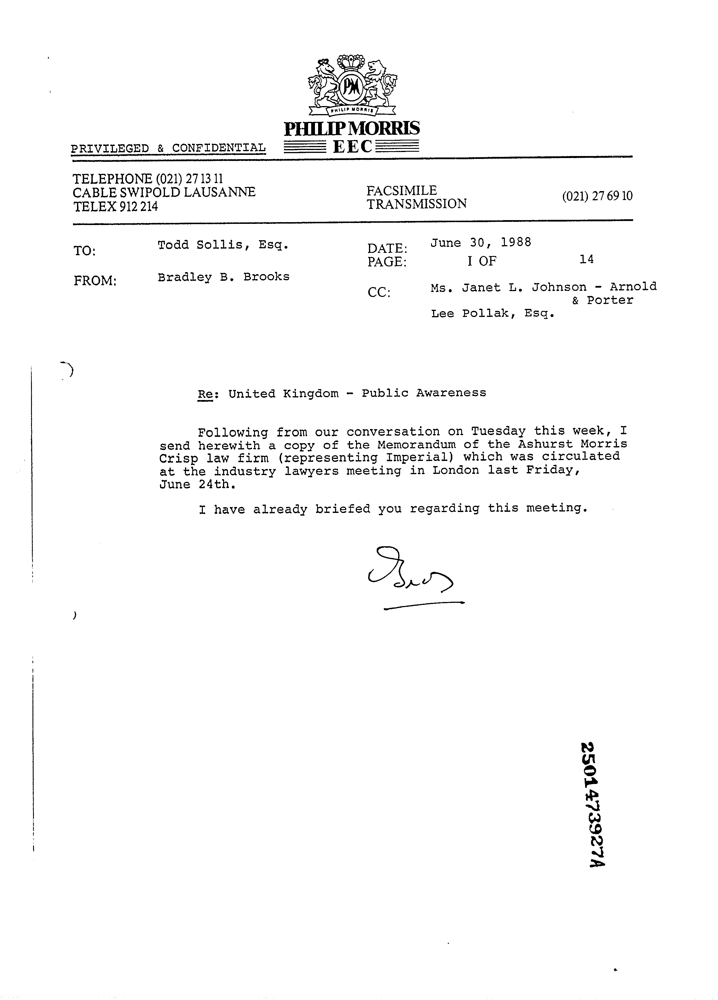 PM
PHILIP MORRIS
PHILIP MORRIS
EEC
PRIVILEGED & CONFIDENTIAL
TELEPHONE (021) 27 13 11
CABLE SWIPOLD LAUSANNE
TELEX 912 214
FACSIMILE
TRANSMISSION
(021) 27 69 10
TO: Todd Sollis, Esq.
DATE: June 30, 1988
PAGE: I OF 14
FROM: Bradley B. Brooks
CC: Ms. Janet L. Johnson - Arnold
& Porter
Lee Pollak, Esq.
Re: United Kingdom - Public Awareness
Following from our conversation on Tuesday this week, I
send herewith a copy of the Memorandum of the Ashurst Morris
Crisp law firm (representing Imperial) which was circulated
at the industry lawyers meeting in London last Friday,
June 24th.
I have already briefed you regarding this meeting.
2501473927A